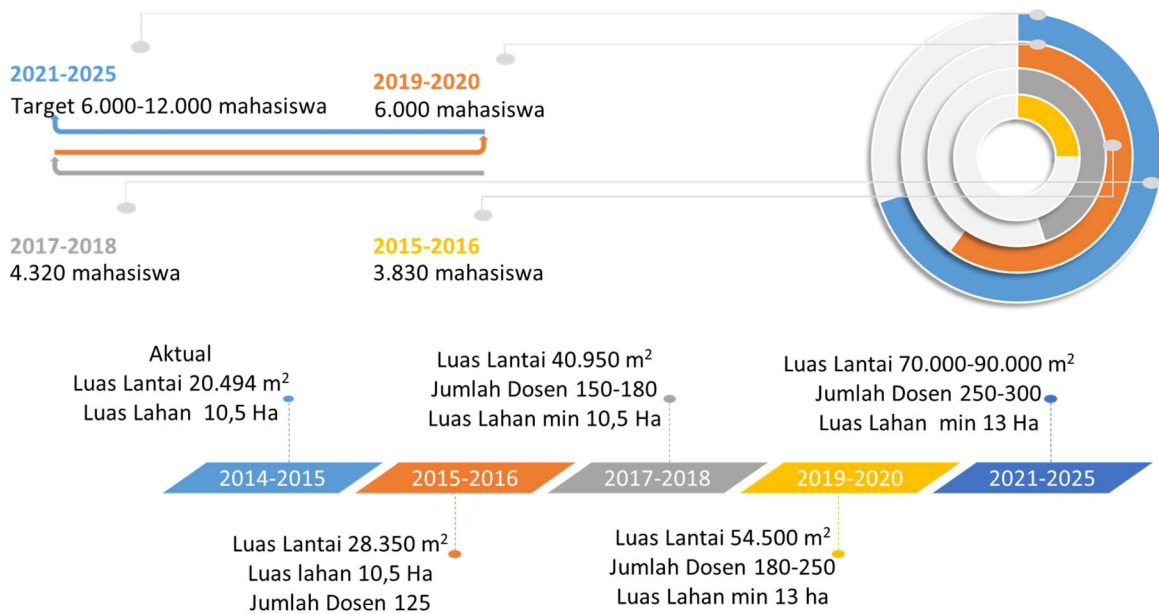 2021-2025
Target 6.000-12.000 mahasiswa
2019-2020
6.000 mahasiswa
2017-2018
4.320 mahasiswa
2015-2016
3.830 mahasiswa
Aktual
Luas Lantai 20.494 m²
Luas Lahan 10,5 Ha
Luas Lantai 40.950 m²
Jumlah Dosen 150-180
Luas Lahan min 10,5 Ha
Luas Lantai 70.000-90.000 m²
Jumlah Dosen 250-300
Luas Lahan min 13 Ha
2014-2015
2015-2016
2017-2018
2019-2020
2021-2025
Luas Lantai 28.350 m²
Luas lahan 10,5 Ha
Jumlah Dosen 125
Luas Lantai 54.500 m²
Jumlah Dosen 180-250
Luas Lahan min 13 ha